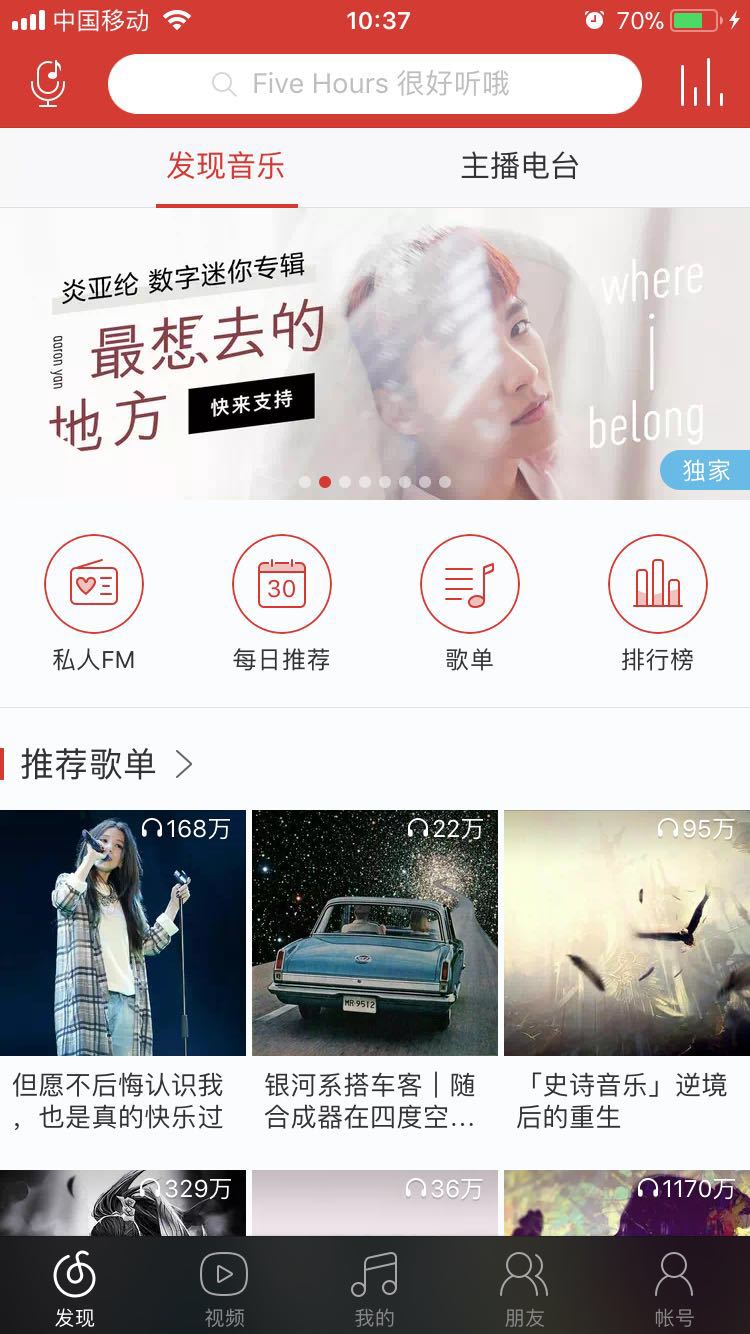 中国移动
10:37
70%
Five Hours 很好听哦
发现音乐
主播电台
炎亚纶 数字迷你专辑
aaron yan
最想去的
地方
快来支持
where
i
belong
独家
30
私人FM
每日推荐
歌单
排行榜
推荐歌单
168万
22万
95万
MR·9512
但愿不后悔认识我
，也是真的快乐过
银河系搭车客｜随
合成器在四度空...
「史诗音乐」逆境
后的重生
329万
36万
1170万
发现
视频
我的
朋友
帐号